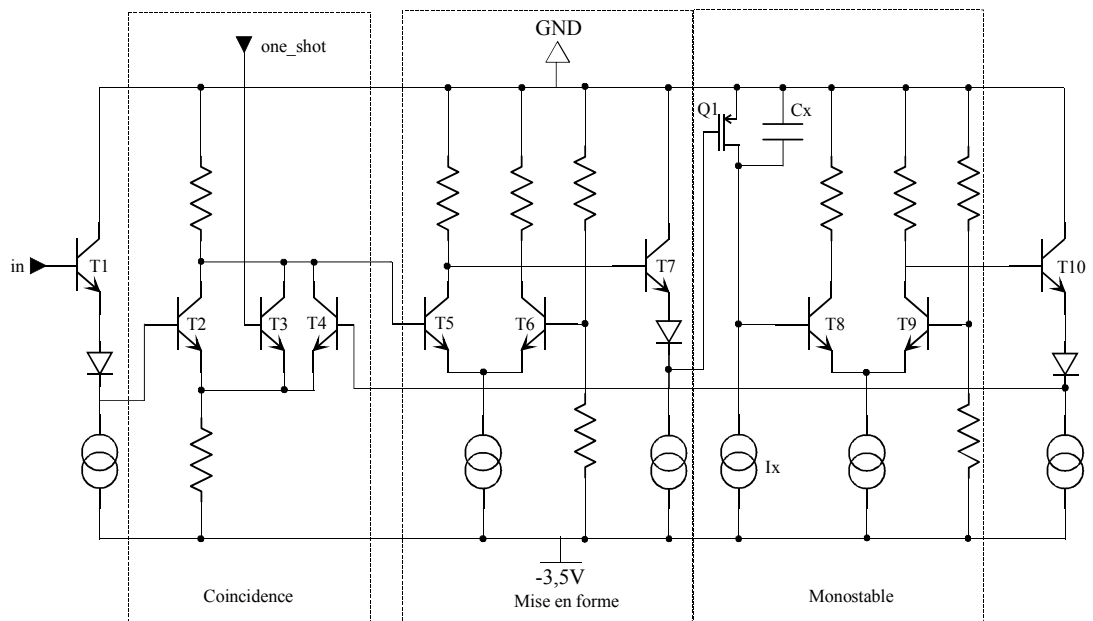 GND
one_shot
Q1
Cx
in
T1
T2
T3
T4
T5
T6
T7
T8
T9
T10
Ix
-3,5V
Coincidence
Mise en forme
Monostable